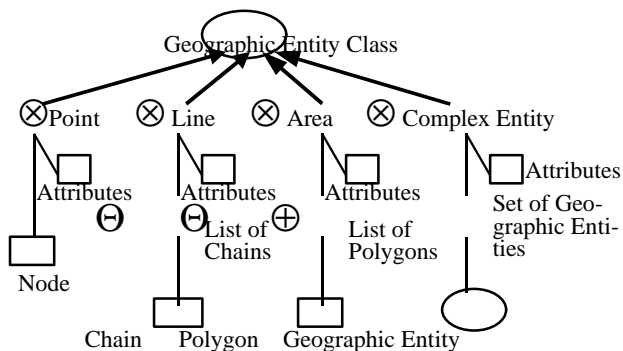 Geographic Entity Class
⊗ Point ⊗ Line ⊗ Area ⊗ Complex Entity
Attributes Attributes Attributes Attributes
Θ Θ List of Chains ⊕ List of Polygons Set of Geo-
graphic Enti-
ties
Node
Chain Polygon Geographic Entity